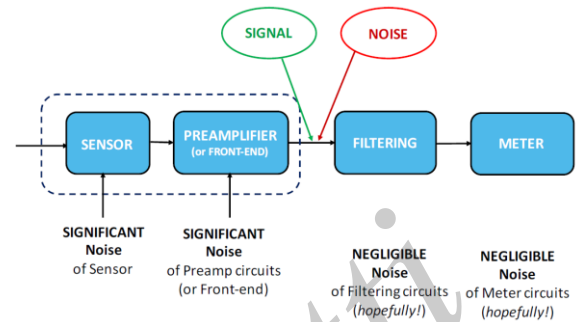 SIGNAL
NOISE
SENSOR
PREAMPLIFIER
(or FRONT-END)
FILTERING
METER
SIGNIFICANT
Noise
of Sensor
SIGNIFICANT
Noise
of Preamp circuits
(or Front-end)
NEGLIGIBLE
Noise
of Filtering circuits
(hopefully!)
NEGLIGIBLE
Noise
of Meter circuits
(hopefully!)